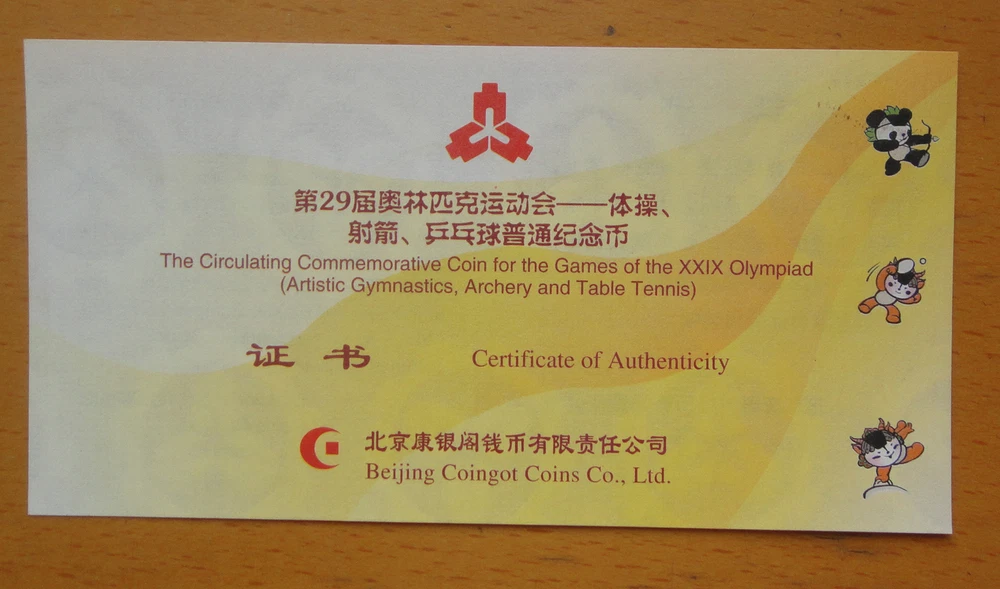 第29届奥林匹克运动会——体操、
射箭、乒乓球普通纪念币
The Circulating Commemorative Coin for the Games of the XXIX Olympiad
(Artistic Gymnastics, Archery and Table Tennis)
证 书 Certificate of Authenticity
北京康银阁钱币有限责任公司
Beijing Coingot Coins Co., Ltd.